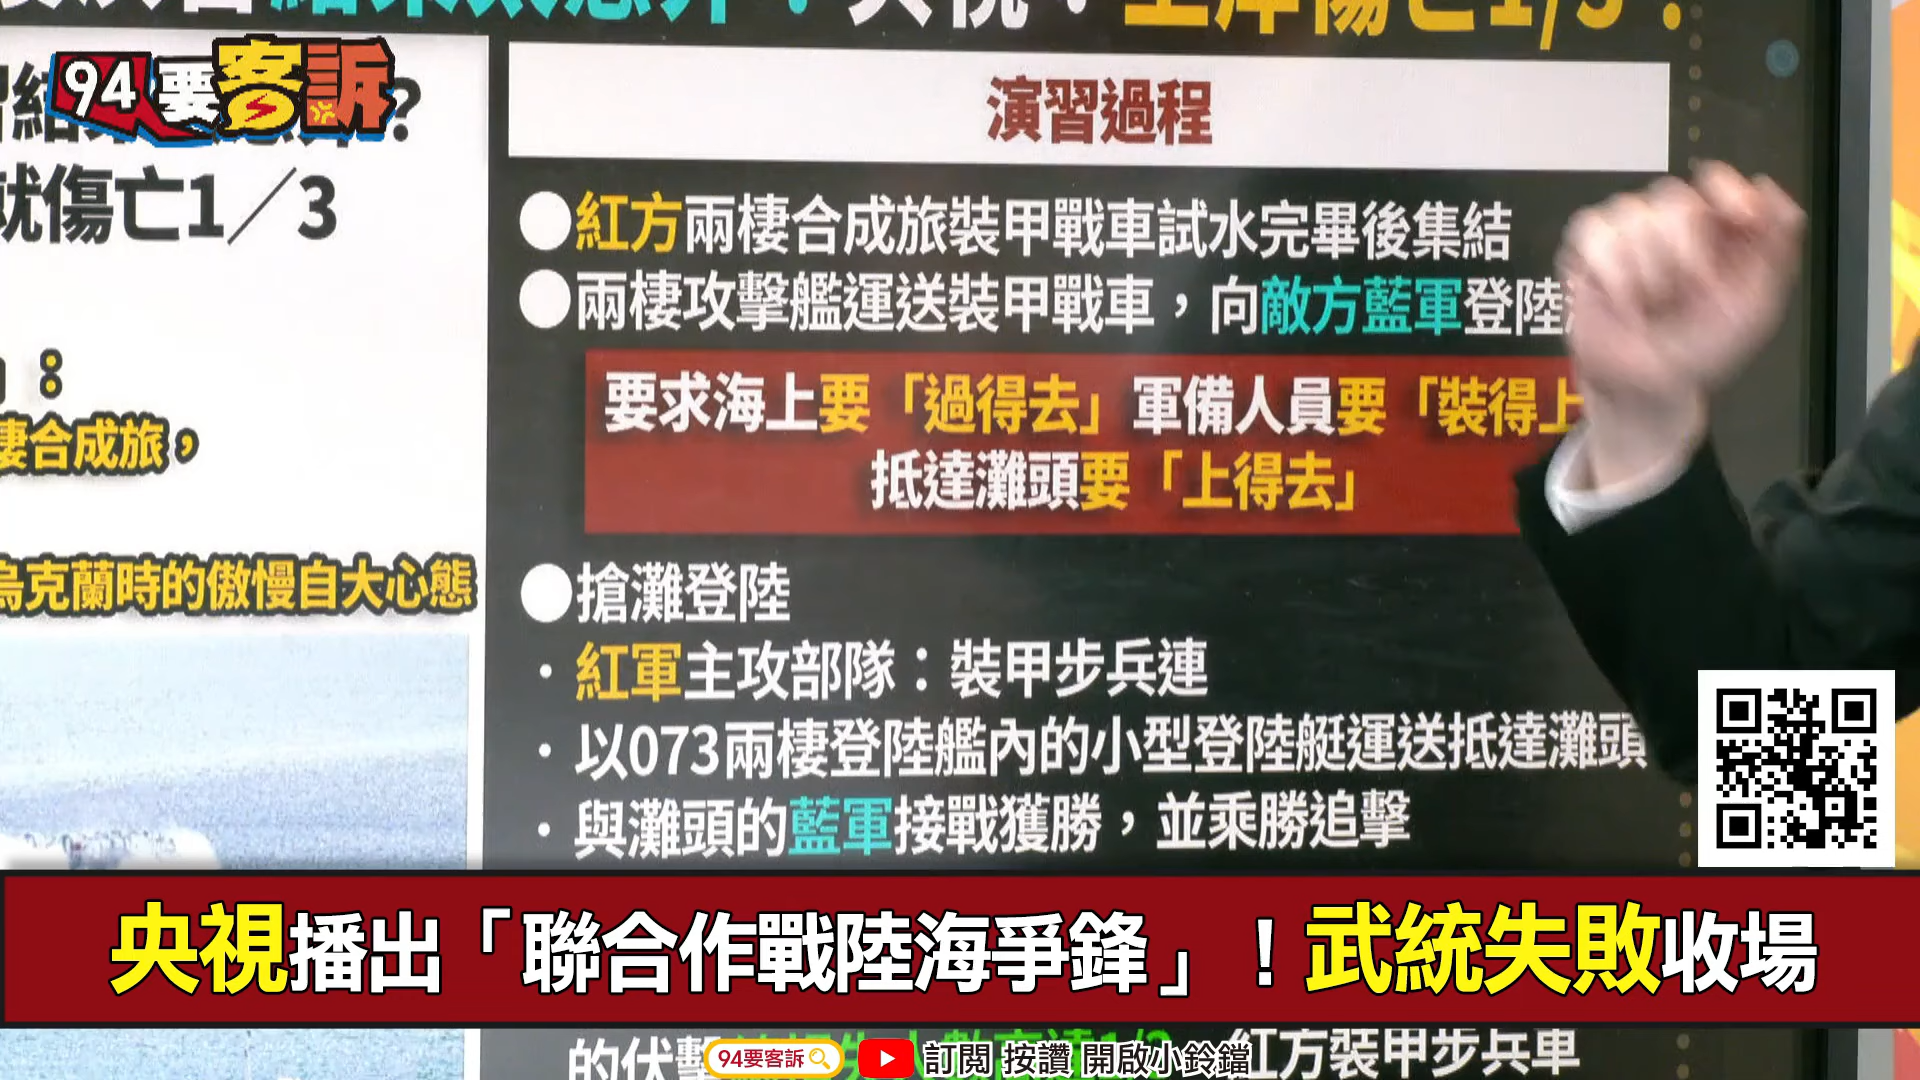 94要客訴
就傷亡1／3
棲合成旅，
烏克蘭時的傲慢自大心態
演習過程
●紅方兩棲合成旅裝甲戰車試水完畢後集結
●兩棲攻擊艦運送裝甲戰車，向敵方藍軍登陸
要求海上要「過得去」軍備人員要「裝得上
抵達灘頭要「上得去」
●搶灘登陸
・紅軍主攻部隊：裝甲步兵連
・以073兩棲登陸艦內的小型登陸艇運送抵達灘頭
・與灘頭的藍軍接戰獲勝，並乘勝追擊
央視播出「聯合作戰陸海爭鋒」！武統失敗收場
的伏擊
紅方裝甲步兵車
94要客訴
訂閱 按讚 開啟小鈴鐺